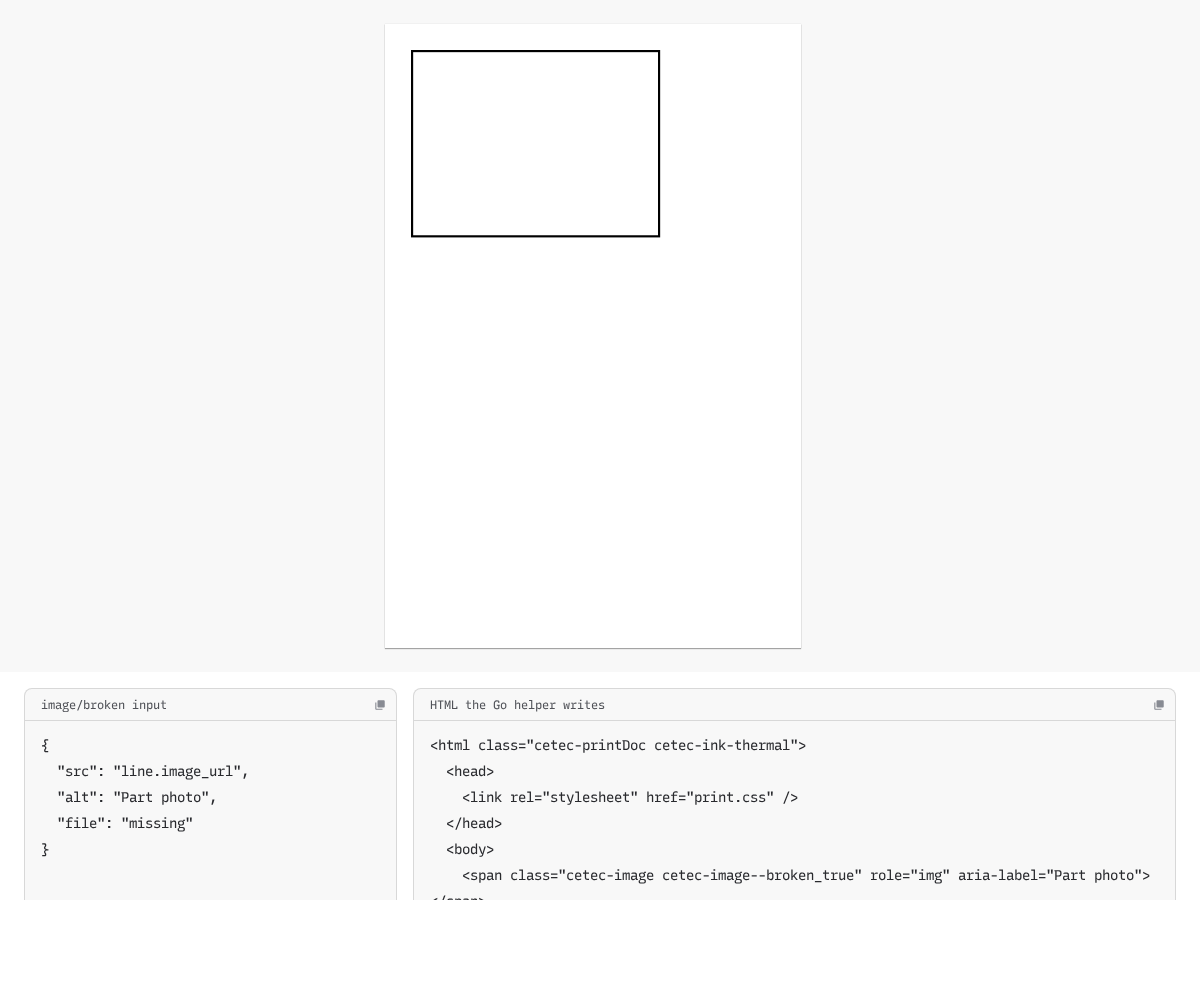 image/broken input
{
  "src": "line.image_url",
  "alt": "Part photo",
  "file": "missing"
}
HTML the Go helper writes
<html class="cetec-printDoc cetec-ink-thermal">
  <head>
    <link rel="stylesheet" href="print.css" />
  </head>
  <body>
    <span class="cetec-image cetec-image--broken_true" role="img" aria-label="Part photo">
</span>